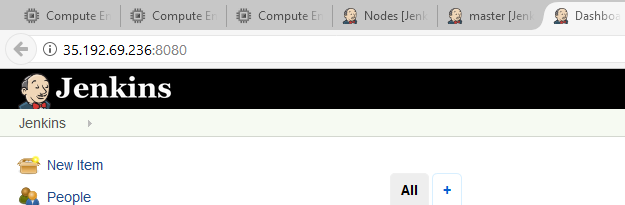 Compute En Compute En Compute En Nodes [Jenk master [Jenk Dashboa
35.192.69.236:8080
Jenkins
Jenkins
New Item
All +
People